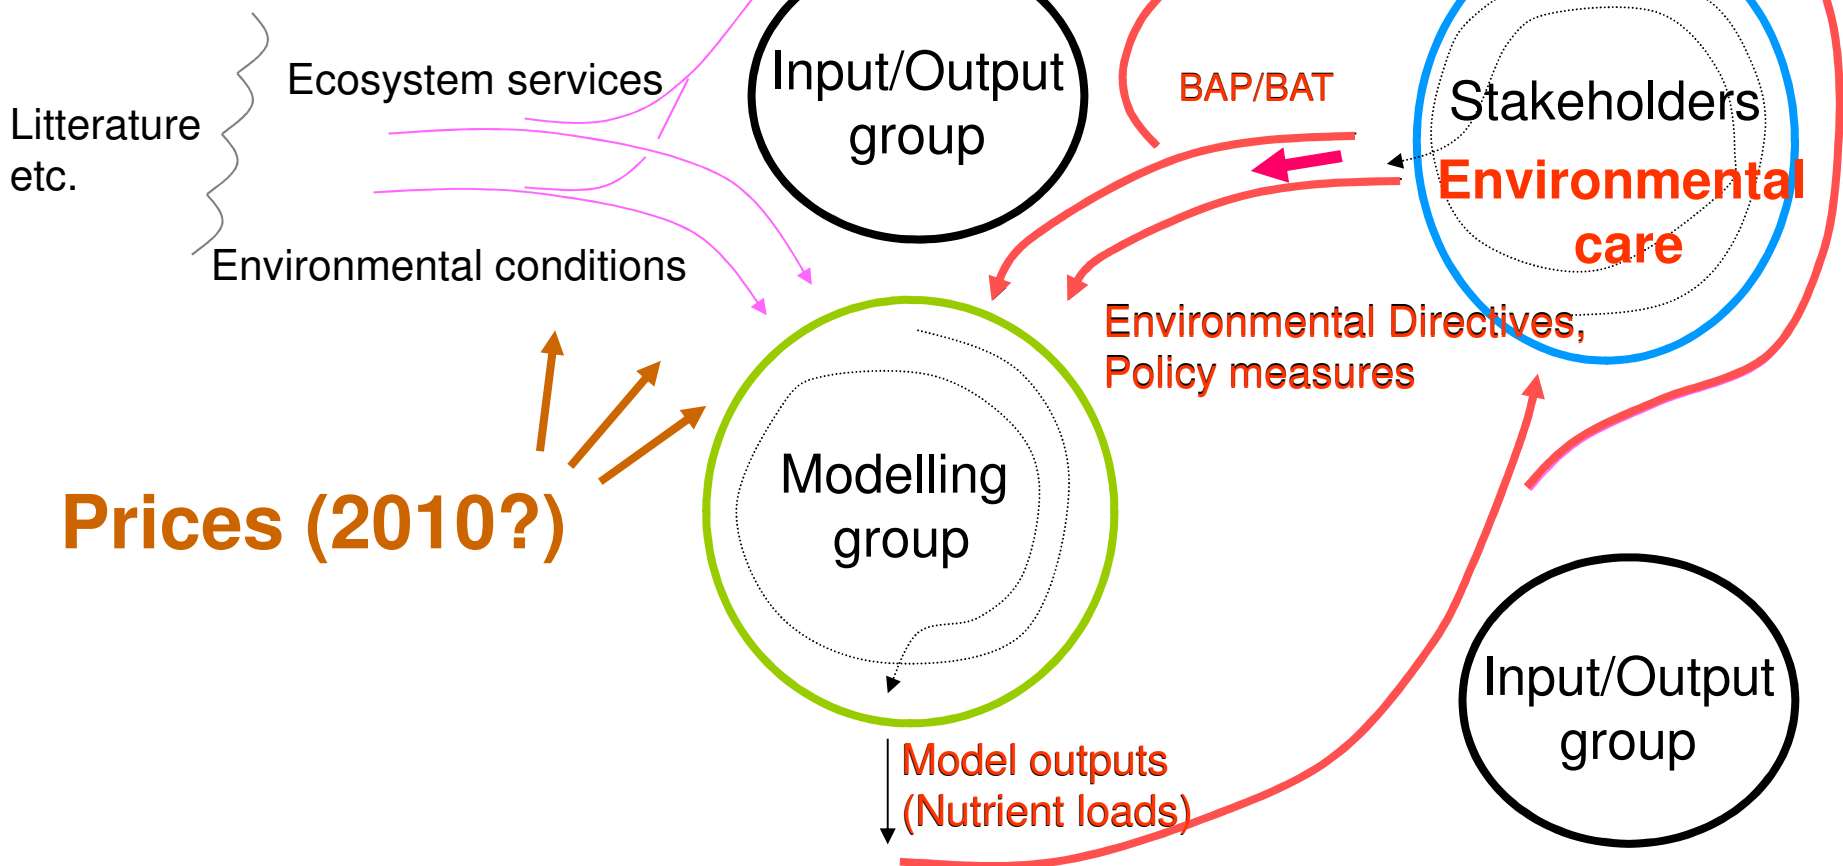 Litterature
etc.
Ecosystem services
Environmental conditions
Input/Output
group
BAP/BAT
Stakeholders
Environmental
care
Environmental Directives,
Policy measures
Prices (2010?)
Modelling
group
Model outputs
(Nutrient loads)
Input/Output
group